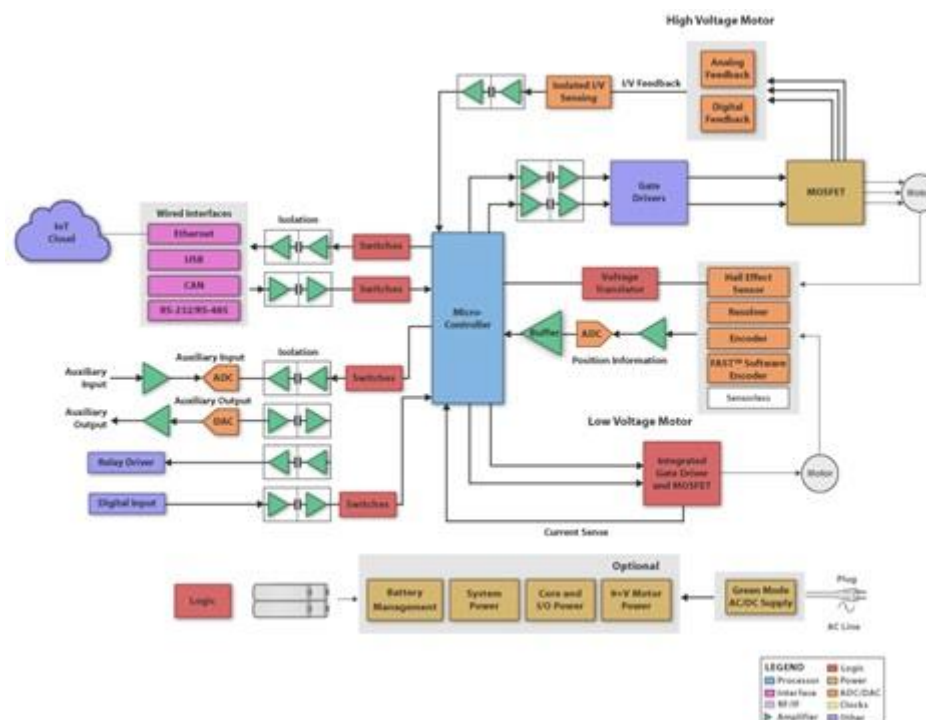 High Voltage Motor
Analog
Feedback
Digital
Feedback
I/V Feedback
Isolated I/V
Sensing
Gate
Drivers
MOSFET
IoT
Cloud
Wired Interfaces
Ethernet
USB
CAN
RS-232/RS-485
Isolation
Switches
Switches
Micro-
Controller
Voltage
Translator
Hall Effect
Sensor
Resolver
Encoder
FAST™ Software
Encoder
Sensorless
Buffer
ADC
Position Information
Auxiliary
Input
Auxiliary Input
ADC
Isolation
Switches
Auxiliary
Output
Auxiliary Output
DAC
Relay Driver
Digital Input
Switches
Low Voltage Motor
Integrated
Gate Driver
and MOSFET
Motor
Current Sense
Logic
Optional
Battery
Management
System
Power
Core and
I/O Power
Motor
Power
Green Mode
AC/DC Supply
Plug
AC Line
LEGEND
Processor
Interface
RF/IF
Amplifier
Logic
Power
ADC/DAC
Clocks
Other